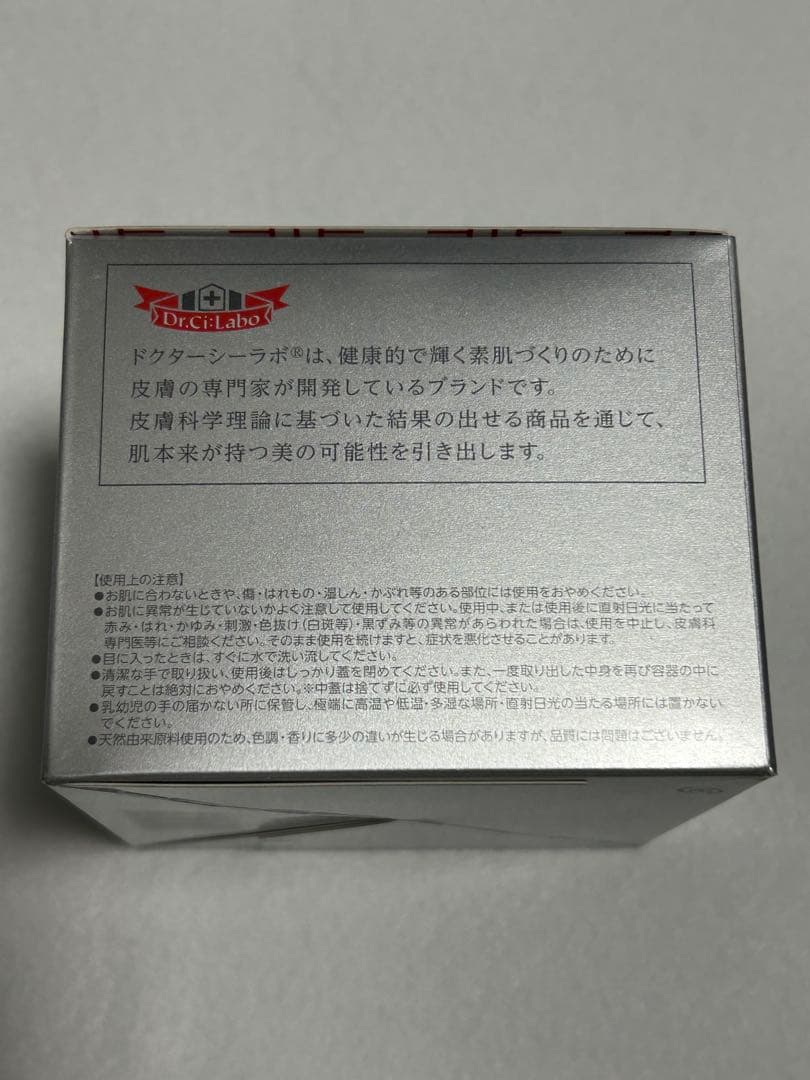 Dr.Ci:Labo
ドクターシーラボ®は、健康的で輝く素肌づくりのために
皮膚の専門家が開発しているブランドです。
皮膚科学理論に基づいた結果の出せる商品を通じて、
肌本来が持つ美の可能性を引き出します。
【使用上の注意】
●お肌に合わないときや、傷・はれもの・湿しん・かぶれ等のある部位には使用をおやめください。
●お肌に異常が生じていないかよく注意して使用してください。使用中、または使用後に直射日光に当たって
赤み・はれ・かゆみ・刺激・色抜け(白斑等)・黒ずみ等の異常があらわれた場合は、使用を中止し、皮膚科
専門医等にご相談ください。そのまま使用を続けますと、症状を悪化させることがあります。
●目に入ったときは、すぐに水で洗い流してください。
●清潔な手で取り扱い、使用後はしっかり蓋を閉めてください。また、一度取り出した中身を再び容器の中に
戻すことは絶対におやめください。※中蓋は捨てずに必ず使用してください。
●乳幼児の手の届かない所に保管し、極端に高温や低温・多湿な場所・直射日光の当たる場所には置かない
でください。
●天然由来原料使用のため、色調・香りに多少の違いが生じる場合がありますが、品質には問題はございません。